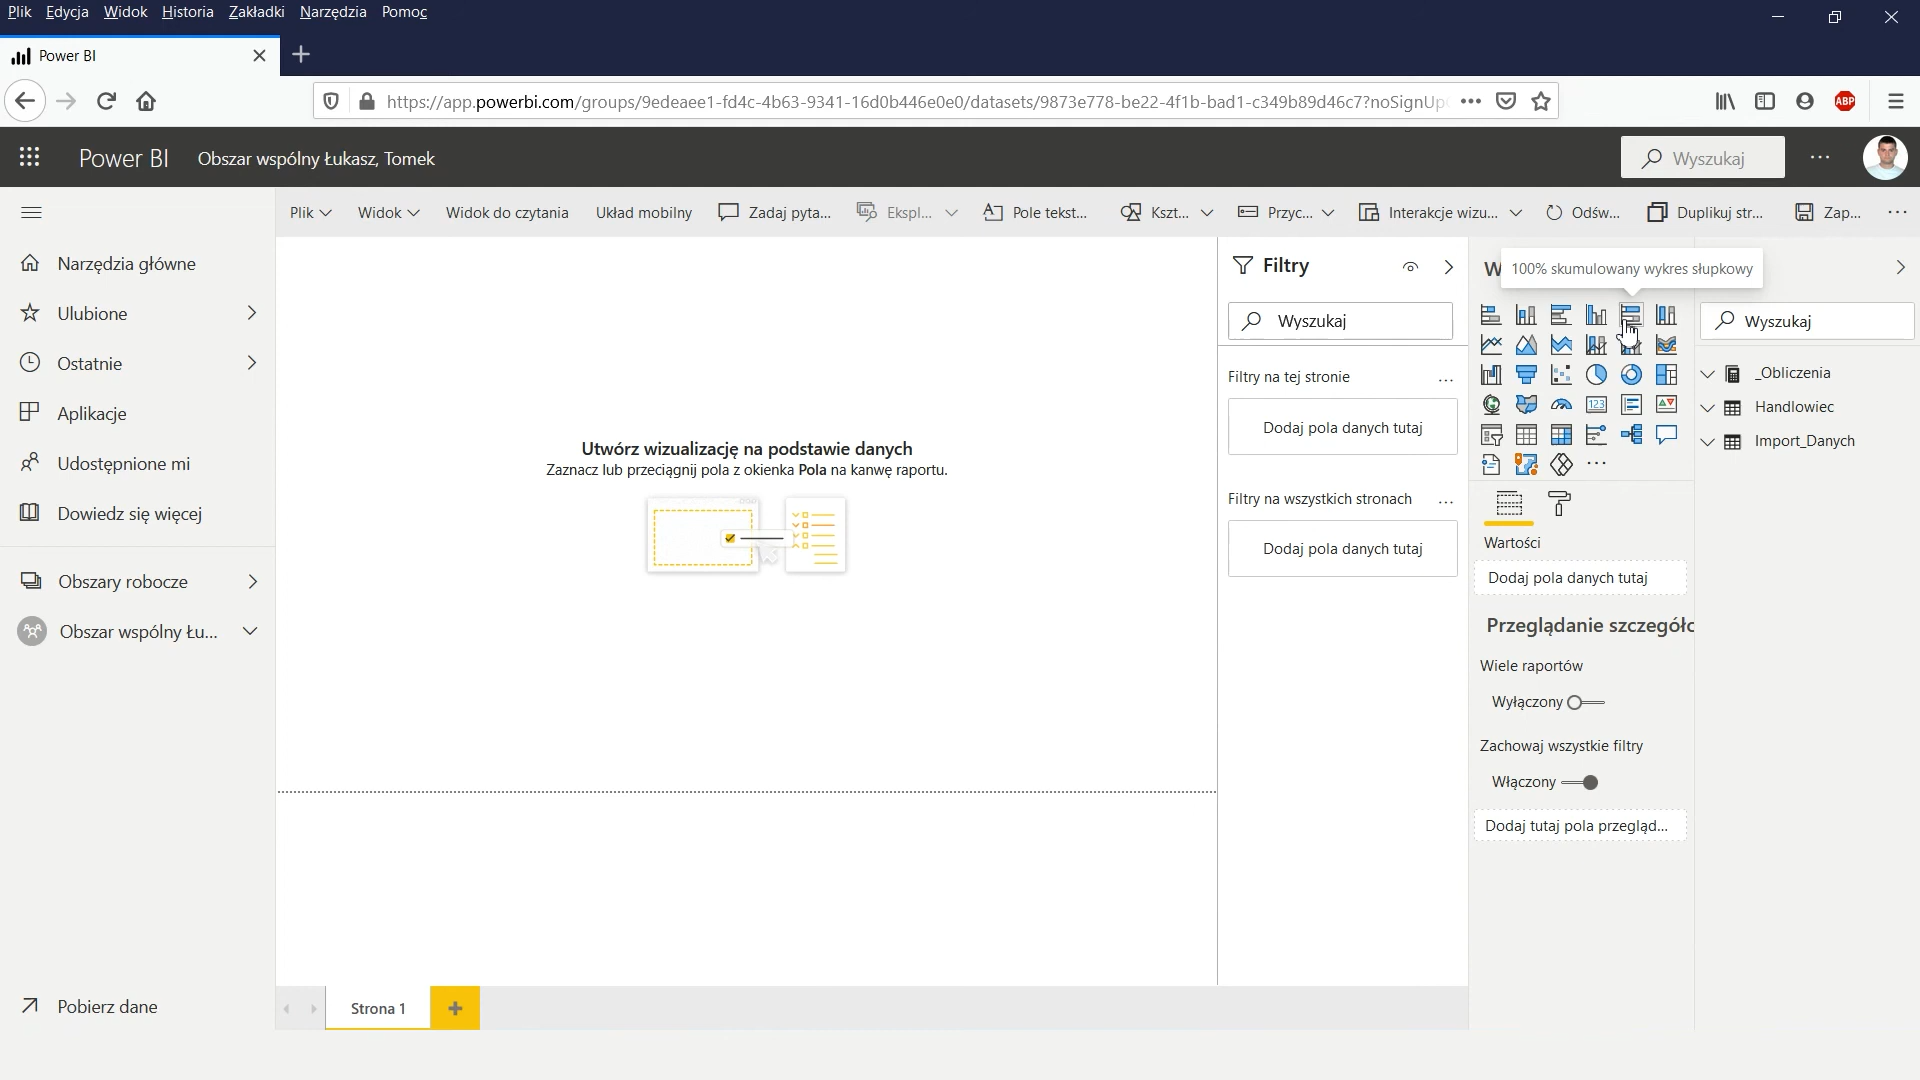 Plik Edycja Widok Historia Zakładki Narzędzia Pomoc
Power BI
https://app.powerbi.com/groups/9edeaee1-fd4c-4b63-9341-16d0b446e0e0/datasets/9873e778-be22-4f1b-bad1-c349b89d46c7?noSignUp
ABP
Power BI Obszar wspólny Łukasz, Tomek Wyszukaj
Plik Widok Widok do czytania Układ mobilny Zadaj pyta... Ekspl... Pole tekst... Kszt... Przyc... Interakcje wizu... Odśw... Duplikuj str... Zap...
Narzędzia główne
Ulubione
Ostatnie
Aplikacje
Udostępnione mi
Dowiedz się więcej
Obszary robocze
Obszar wspólny Łu...
Pobierz dane
Utwórz wizualizację na podstawie danych
Zaznacz lub przeciągnij pola z okienka Pola na kanwę raportu.
Strona 1
Filtry
Wyszukaj
Filtry na tej stronie
Dodaj pola danych tutaj
Filtry na wszystkich stronach
Dodaj pola danych tutaj
W
100% skumulowany wykres słupkowy
123
Wartości
Dodaj pola danych tutaj
Przeglądanie szczegóło
Wiele raportów
Wyłączony
Zachowaj wszystkie filtry
Włączony
Dodaj tutaj pola przegląd...
Wyszukaj
_Obliczenia
Handlowiec
Import_Danych